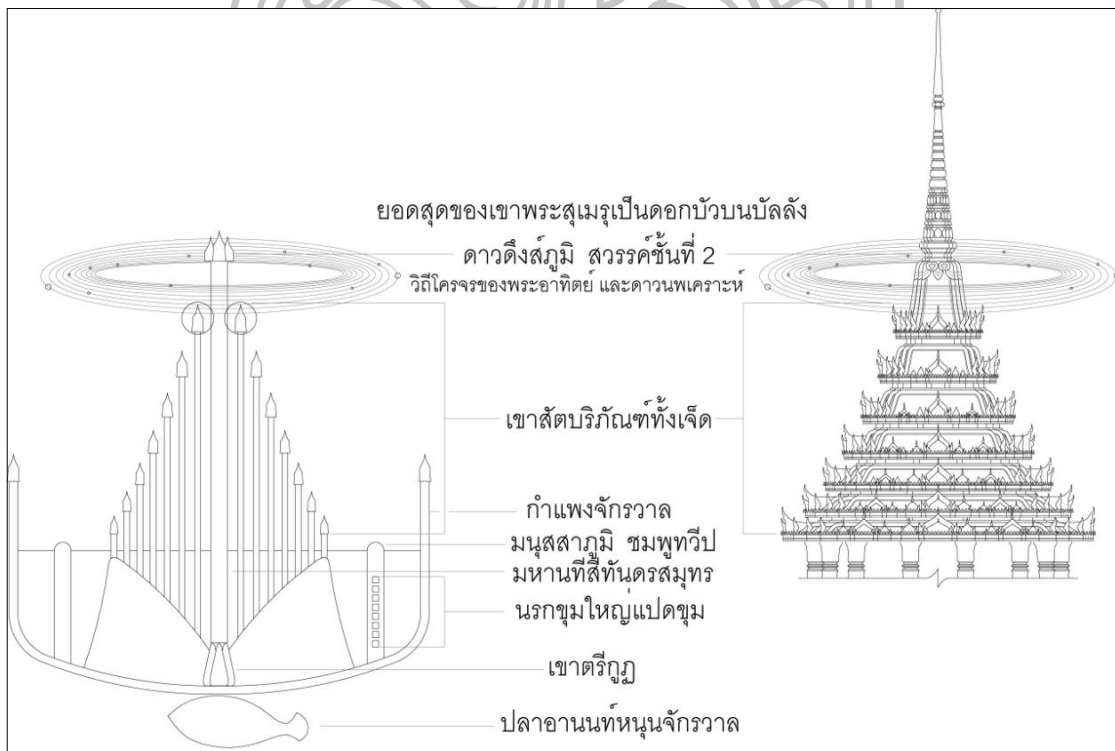 ยอดสุดของเขาพระสุเมรุเป็นดอกบัวบนบัลลัง
ดาวดึงส์ภูมิ สวรรค์ชั้นที่ 2
วิถีโครจรของพระอาทิตย์ และดาวนพเคราะห์
เขาสัตบริภัณฑ์ทั้งเจ็ด
กำแพงจักรวาล
มนุสสาภูมิ ชมพูทวีป
มหานทีสีทันดรสมุทร
นรกขุมใหญ่แปดขุม
เขาตรีกูฏ
ปลาอานนท์หนุนจักรวาล